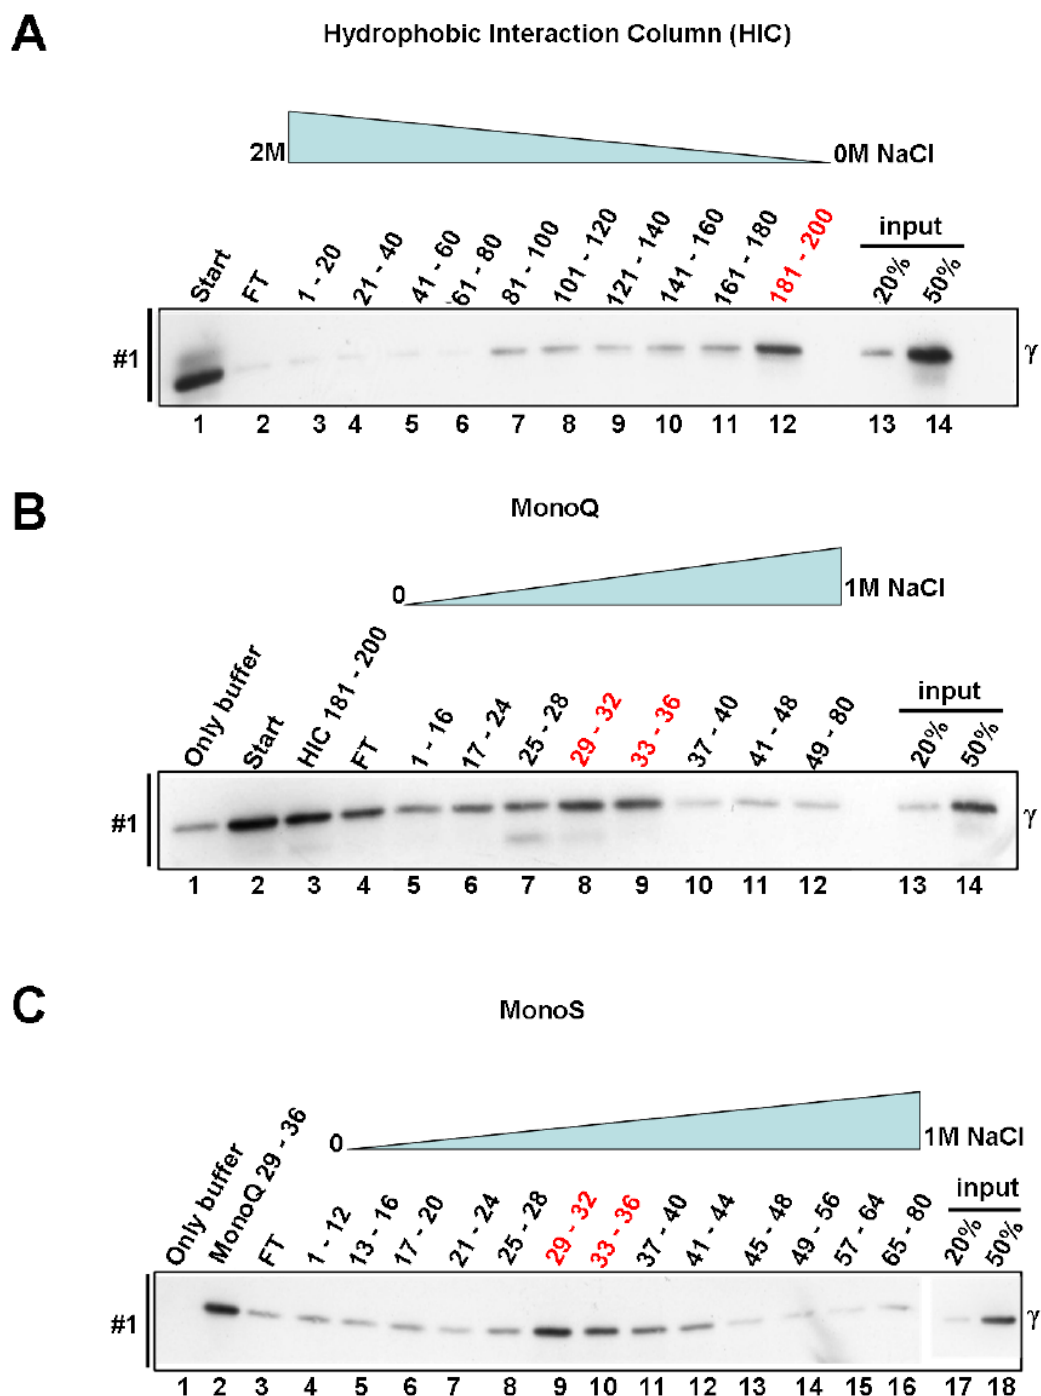 A
Hydrophobic Interaction Column (HIC)
2M
0M NaCl
Start
FT
1 - 20
21 - 40
41 - 60
61 - 80
81 - 100
101 - 120
121 - 140
141 - 160
161 - 180
181 - 200
input
20%
50%
#1
γ
1 2 3 4 5 6 7 8 9 10 11 12 13 14
B
MonoQ
0
1M NaCl
Only buffer
Start
HIC 181 - 200
FT
1 - 16
17 - 24
25 - 28
29 - 32
33 - 36
37 - 40
41 - 48
49 - 80
input
20%
50%
#1
γ
1 2 3 4 5 6 7 8 9 10 11 12 13 14
C
MonoS
0
1M NaCl
Only buffer
MonoQ 29 - 36
FT
1 - 12
13 - 16
17 - 20
21 - 24
25 - 28
29 - 32
33 - 36
37 - 40
41 - 44
45 - 48
49 - 56
57 - 64
65 - 80
input
20%
50%
#1
γ
1 2 3 4 5 6 7 8 9 10 11 12 13 14 15 16 17 18